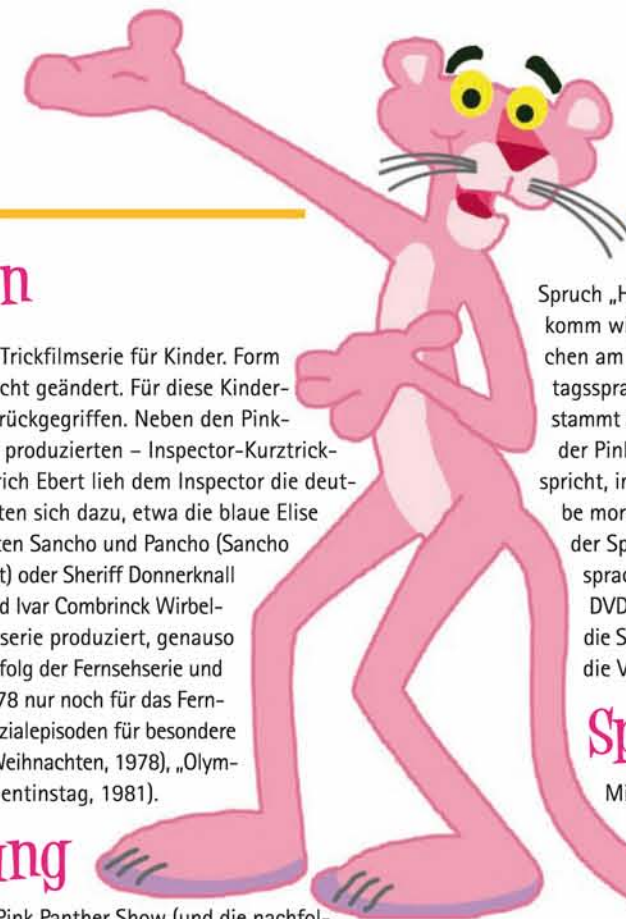 n
Trickfilmserie für Kinder. Form
cht geändert. Für diese Kinder-
rückgegriffen. Neben den Pink-
produzierten – Inspector-Kurztrick-
rich Ebert lieh dem Inspector die deut-
ten sich dazu, etwa die blaue Elise
ten Sancho und Pancho (Sancho
t) oder Sheriff Donnerknall
d Ivar Combrinck Wirbel-
serie produziert, genauso
folg der Fernsehserie und
78 nur noch für das Fern-
zialepisoden für besondere
Weihnachten, 1978), „Olym-
entinstag, 1981).
ung
Pink Panther Show (und die nachfol-
Spruch „H
komm wi
chen am
tagsspra
stammt
der Pin
spricht, in
be mor
der Sp
sprac
DVD
die S
die V
Sp
Mi